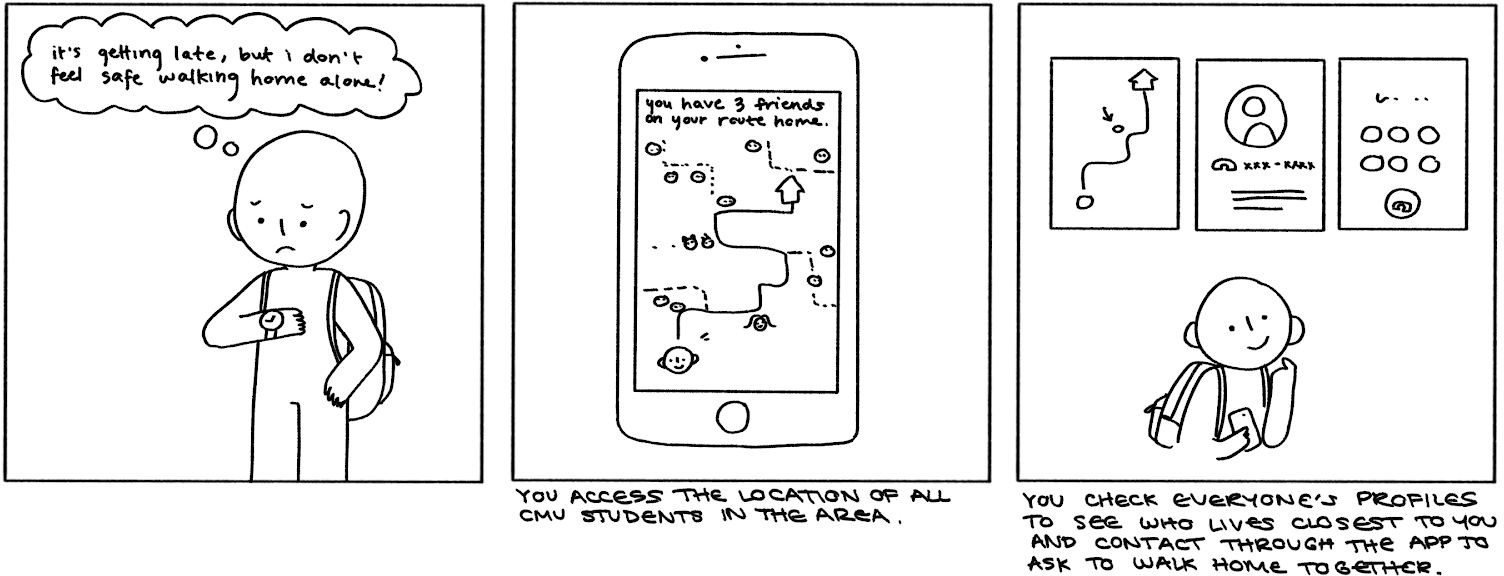 it's getting late, but i don't
feel safe walking home alone!
you have 3 friends
on your route home.
xxx-xxxx
YOU ACCESS THE LOCATION OF ALL
CMU STUDENTS IN THE AREA.
YOU CHECK EVERYONE'S PROFILES
TO SEE WHO LIVES CLOSEST TO YOU
AND CONTACT THROUGH THE APP TO
ASK TO WALK HOME TOGETHER.